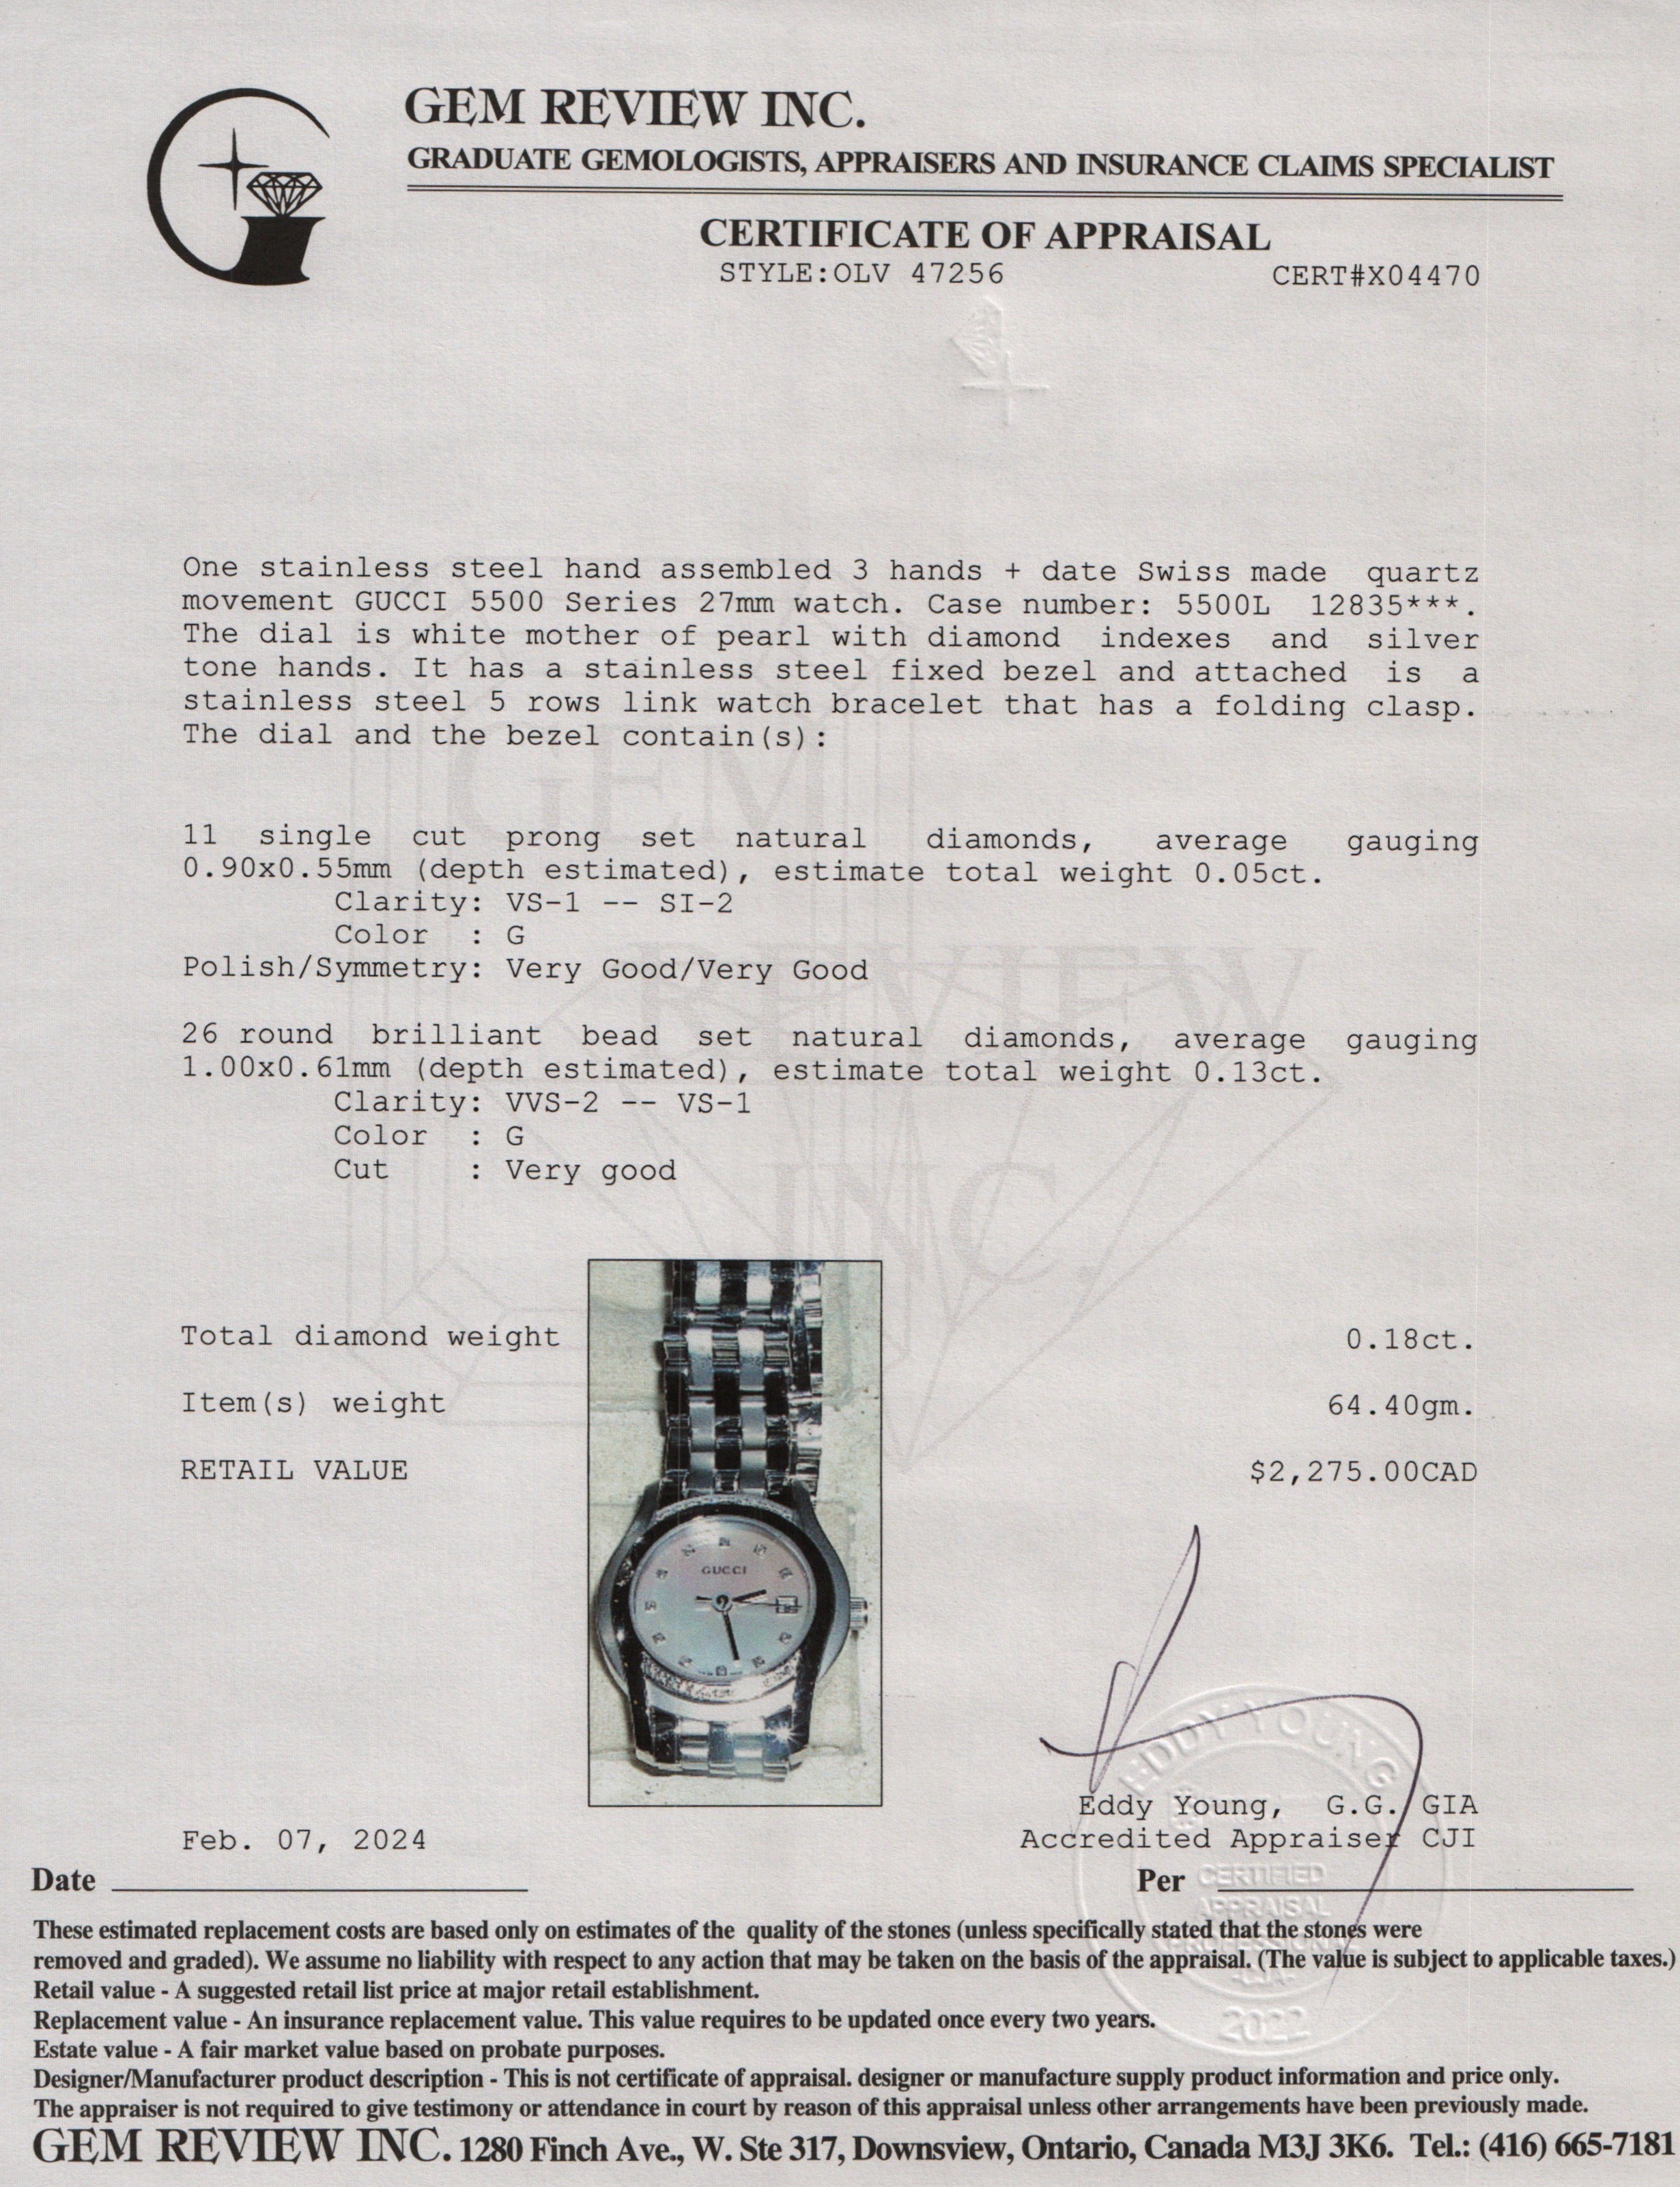 GEM REVIEW INC.
GRADUATE GEMOLOGISTS, APPRAISERS AND INSURANCE CLAIMS SPECIALIST
CERTIFICATE OF APPRAISAL
STYLE:OLV 47256 CERT#X04470
One stainless steel hand assembled 3 hands + date Swiss made quartz
movement GUCCI 5500 Series 27mm watch. Case number: 5500L 12835***.
The dial is white mother of pearl with diamond indexes and silver
tone hands. It has a stainless steel fixed bezel and attached is a
stainless steel 5 rows link watch bracelet that has a folding clasp.
The dial and the bezel contain(s):
GEM
11 single cut prong set natural diamonds, average gauging
0.90x0.55mm (depth estimated), estimate total weight 0.05ct.
Clarity: VS-1 -- SI-2
Color : G
Polish/Symmetry: Very Good/Very Good
REVIEW
26 round brilliant bead set natural diamonds, average gauging
1.00x0.61mm (depth estimated), estimate total weight 0.13ct.
Clarity: VVS-2 -- VS-1
Color : G
Cut : Very good
INC
Total diamond weight 0.18ct.
Item(s) weight 64.40gm.
RETAIL VALUE $2,275.00CAD
GUCCI
EDDY YOUNG
Eddy Young, G.G. GIA
Feb. 07, 2024 Accredited Appraiser CJI
Date Per
CERTIFIED
APPRAISAL
PROFESSIONAL
2022
These estimated replacement costs are based only on estimates of the quality of the stones (unless specifically stated that the stones were
removed and graded). We assume no liability with respect to any action that may be taken on the basis of the appraisal. (The value is subject to applicable taxes.)
Retail value - A suggested retail list price at major retail establishment.
Replacement value - An insurance replacement value. This value requires to be updated once every two years.
Estate value - A fair market value based on probate purposes.
Designer/Manufacturer product description - This is not certificate of appraisal. designer or manufacture supply product information and price only.
The appraiser is not required to give testimony or attendance in court by reason of this appraisal unless other arrangements have been previously made.
GEM REVIEW INC. 1280 Finch Ave., W. Ste 317, Downsview, Ontario, Canada M3J 3K6. Tel.: (416) 665-7181